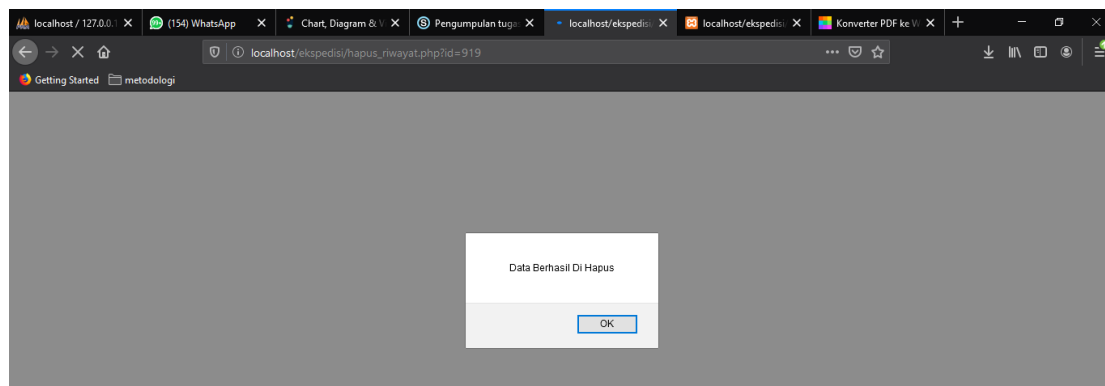 localhost / 127.0.0.1
(154) WhatsApp
Chart, Diagram & V
Pengumpulan tugas
localhost/ekspedisi
localhost/ekspedisi
Konverter PDF ke W
localhost/ekspedisi/hapus_riwayat.php?id=919
Getting Started
metodologi
Data Berhasil Di Hapus
OK